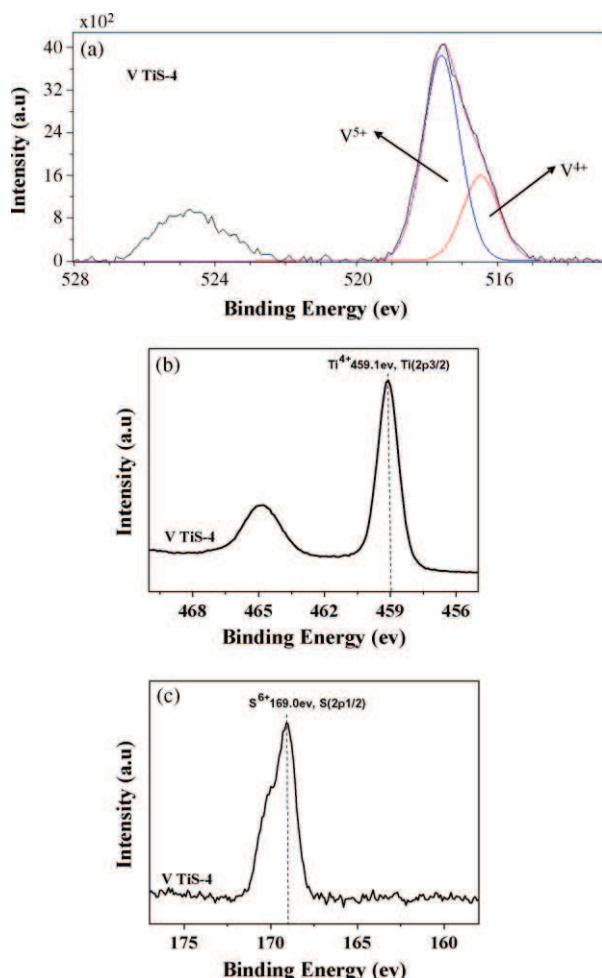 x10²
(a)
V TiS-4
V⁵⁺
V⁴⁺
40
32
24
16
8
0
528
524
520
516
Intensity (a.u)
Binding Energy (ev)
(b)
Ti⁴⁺459.1ev, Ti(2p3/2)
V TiS-4
468
465
462
459
456
Intensity (a.u)
Binding Energy (ev)
(c)
S⁶⁺169.0ev, S(2p1/2)
V TiS-4
175
170
165
160
Intensity (a.u)
Binding Energy (ev)